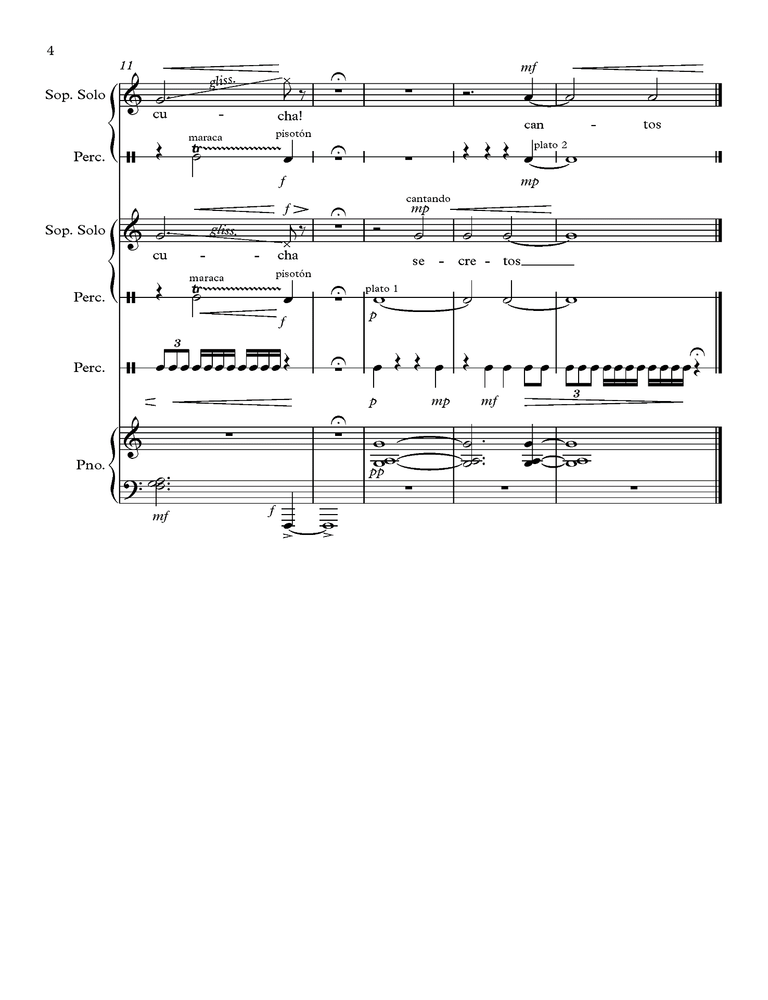 4
11
gliss.
Sop. Solo
cu - cha!
mf
can - tos
maraca
pisotón
tr
plato 2
Perc.
f
mp
cantando
f
mp
Sop. Solo
gliss.
cu - - cha
se - cre - tos
maraca
pisotón
tr
plato 1
Perc.
f
p
3
Perc.
3
p
mp
mf
Pno.
pp
mf
f